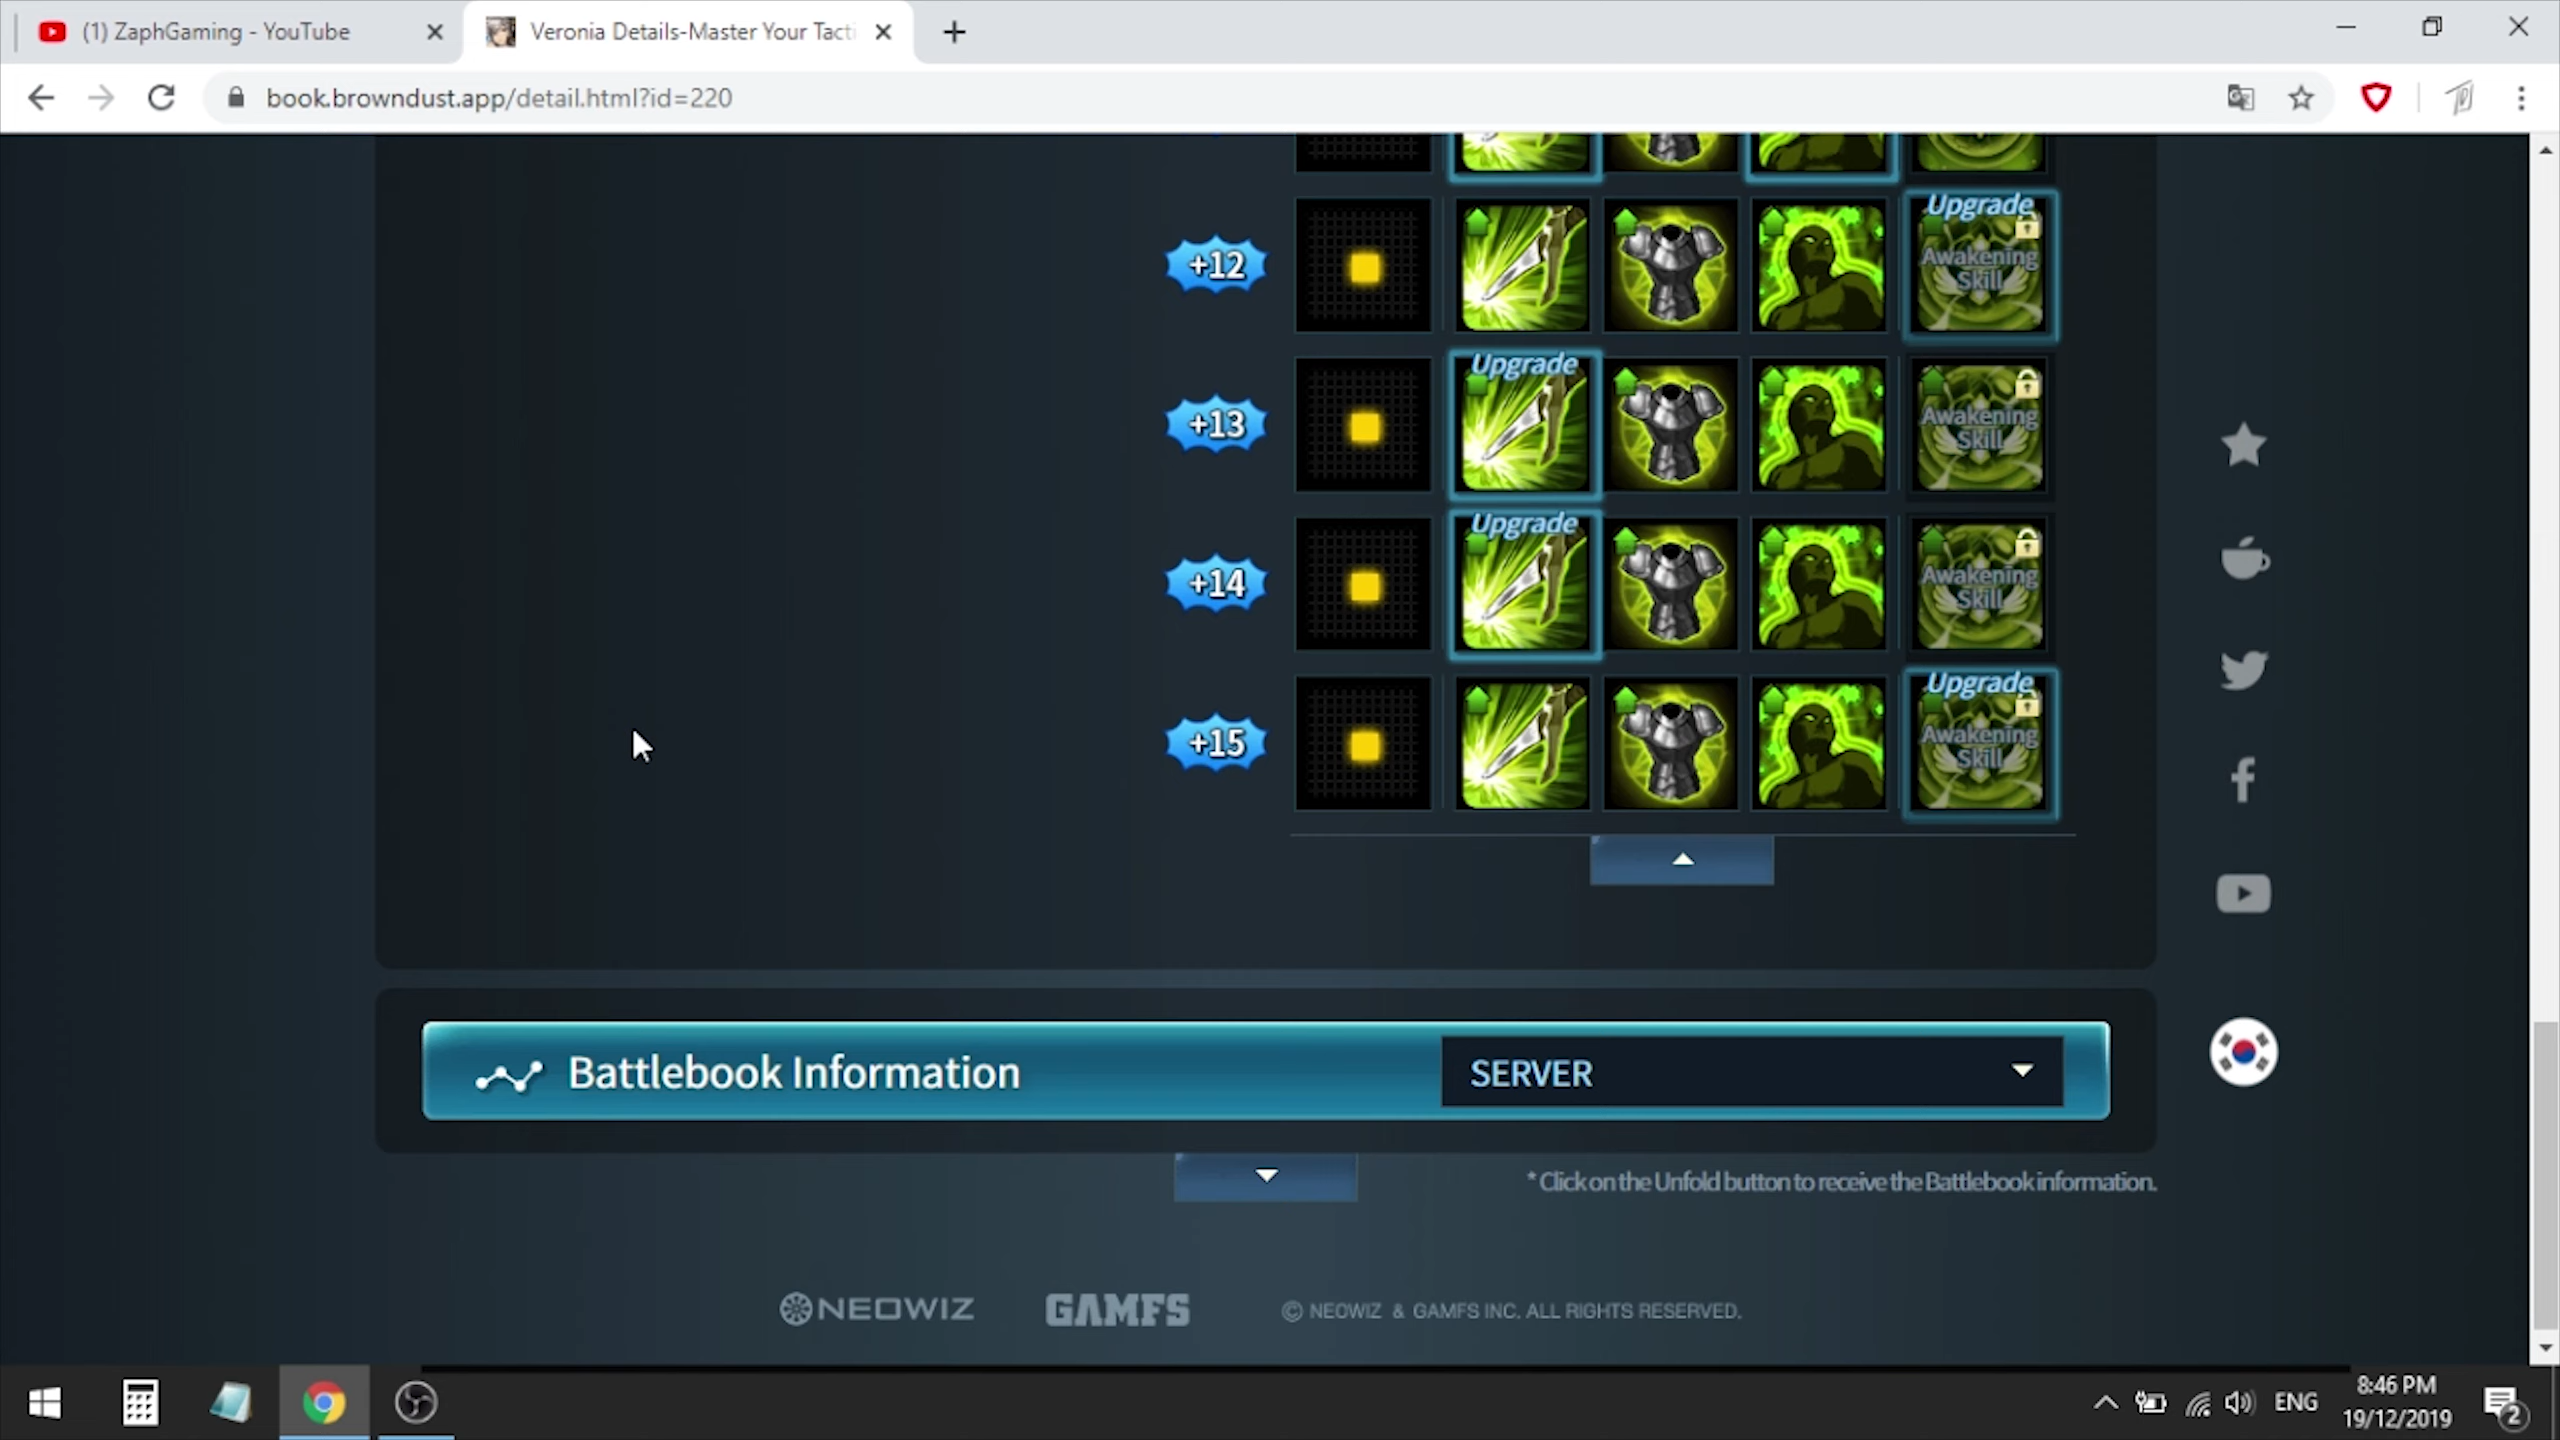 (1) ZaphGaming - YouTube
Veronia Details-Master Your Tacti
book.browndust.app/detail.html?id=220
+12
Upgrade
Awakening
Skill
+13
Upgrade
Awakening
Skill
+14
Upgrade
Awakening
Skill
+15
Upgrade
Awakening
Skill
Battlebook Information
SERVER
* Click on the Unfold button to receive the Battlebook information.
NEOWIZ
GAMFS
© NEOWIZ & GAMFS INC. ALL RIGHTS RESERVED.
ENG
8:46 PM
19/12/2019
2